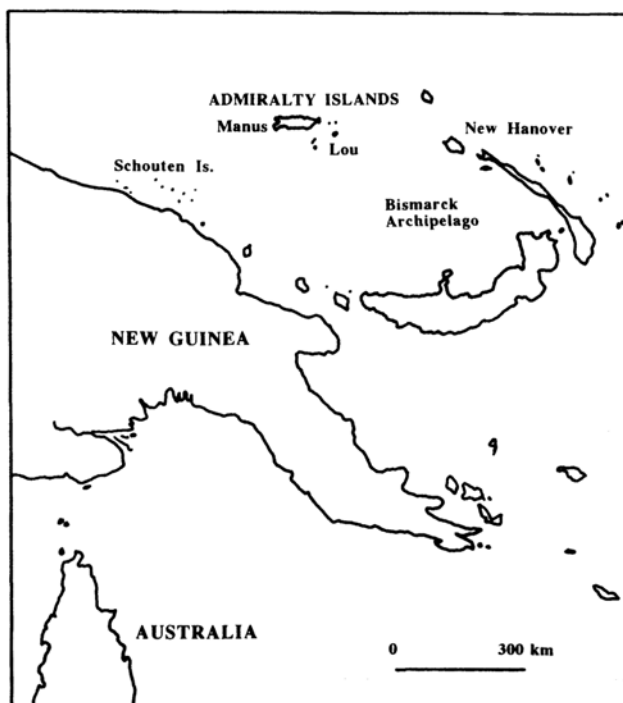 ADMIRALTY ISLANDS
Manus
Lou
New Hanover
Schouten Is.
Bismarck
Archipelago
NEW GUINEA
AUSTRALIA
0 300 km